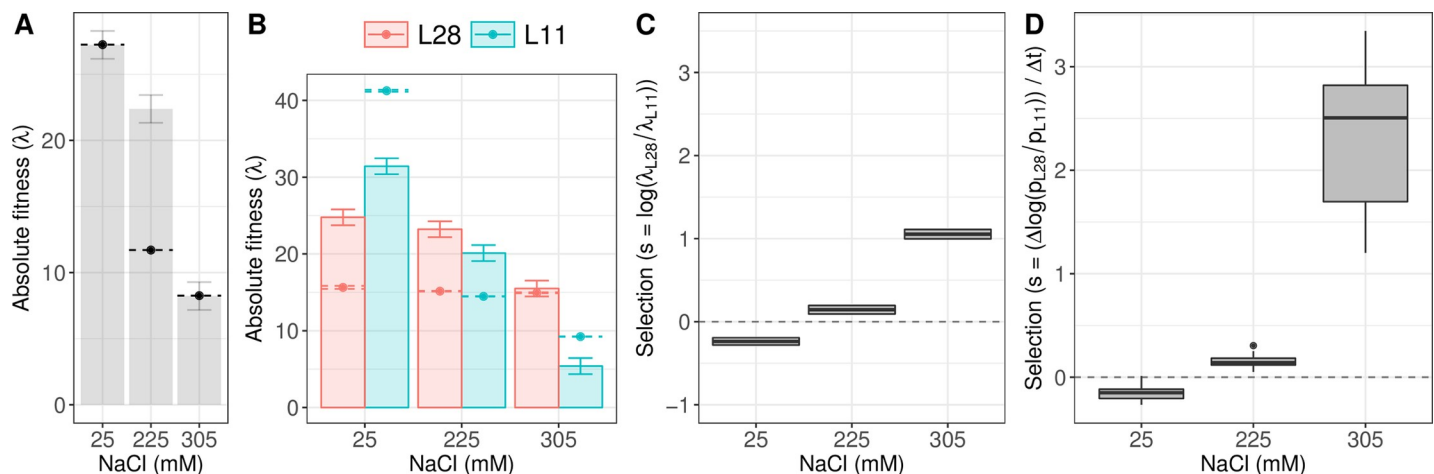 A
Absolute fitness (λ)
20
10
0
25 225 305
NaCl (mM)
B
L28 L11
Absolute fitness (λ)
40
30
20
10
0
25 225 305
NaCl (mM)
C
Selection (s = log(λL28/λL11))
3
2
1
0
−1
25 225 305
NaCl (mM)
D
Selection (s = (Δlog(pL28/pL11)) / Δt)
3
2
1
0
25 225 305
NaCl (mM)